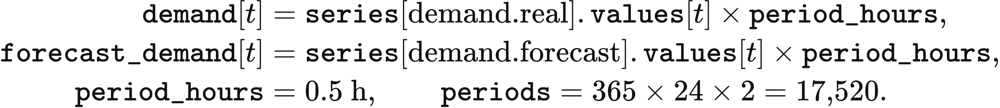 demand[t] = series[demand.real].values[t] × period_hours,
forecast_demand[t] = series[demand.forecast].values[t] × period_hours,
period_hours = 0.5 h, periods = 365 × 24 × 2 = 17,520.